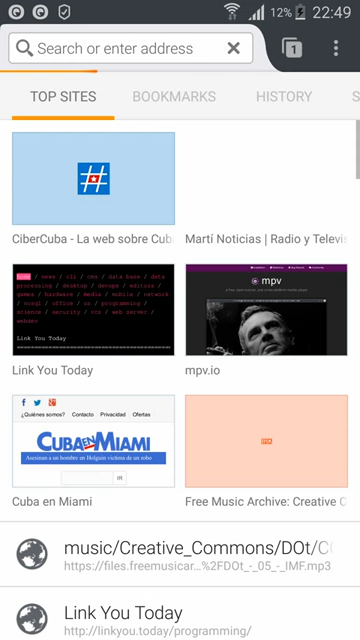 12% 22:49
Search or enter address
1
TOP SITES BOOKMARKS HISTORY S
CiberCuba - La web sobre Cub
Martí Noticias | Radio y Televis
home / news / cli / cms / data base / data
processing / desktop / devops / editors /
games / hardware / media / mobile / network
/ nosql / office / os / programming /
science / security / vcs / web server /
webdev
Link You Today
mpv
Link You Today
mpv.io
¿Quiénes somos? Contacto Privacidad Ofertas
CUBA EN MIAMI
Asesinan a un hombre en Holguín víctima de un robo
IR
Cuba en Miami
Free Music Archive: Creative C
music/Creative_Commons/DOt/CC
https://files.freemusicar...%2FDOt_-_05_-_IMF.mp3
Link You Today
http://linkyou.today/programming/